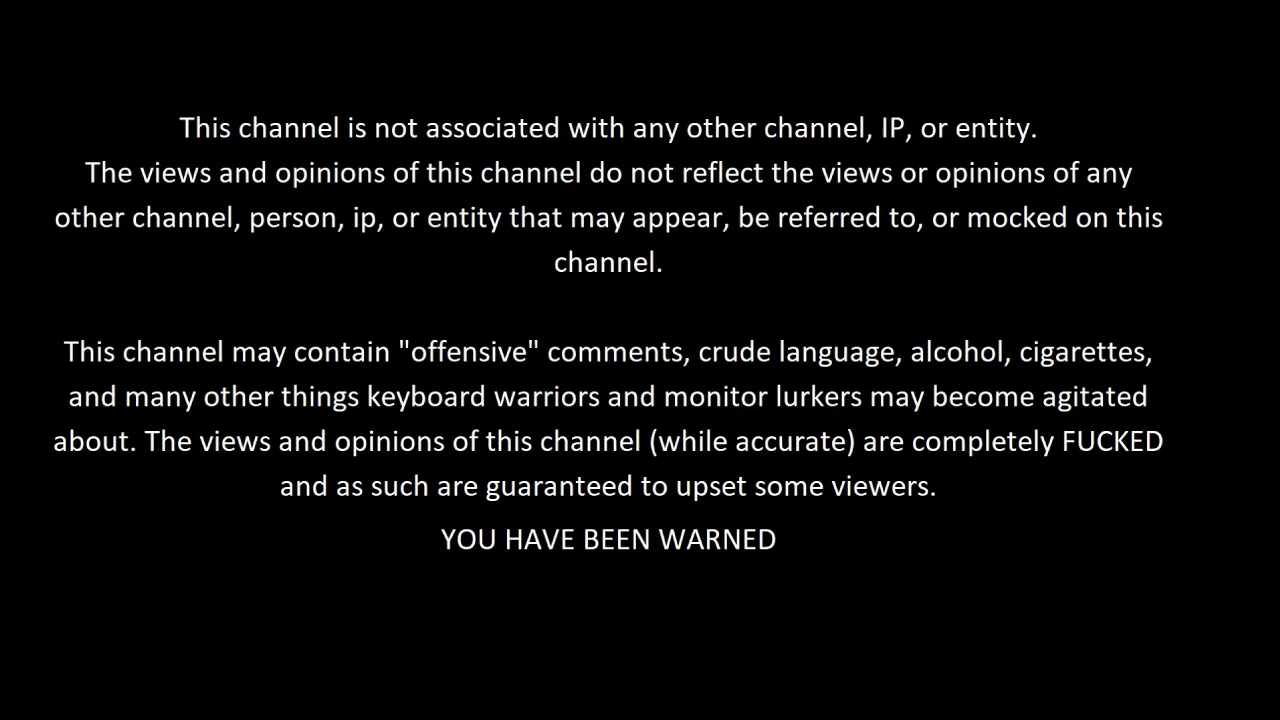 This channel is not associated with any other channel, IP, or entity.
The views and opinions of this channel do not reflect the views or opinions of any
other channel, person, ip, or entity that may appear, be referred to, or mocked on this
channel.
This channel may contain "offensive" comments, crude language, alcohol, cigarettes,
and many other things keyboard warriors and monitor lurkers may become agitated
about. The views and opinions of this channel (while accurate) are completely FUCKED
and as such are guaranteed to upset some viewers.
YOU HAVE BEEN WARNED